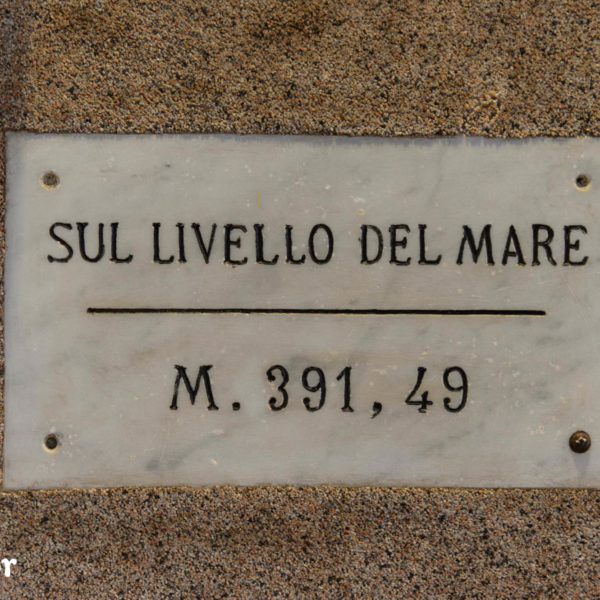 SUL LIVELLO DEL MARE
M. 391, 49